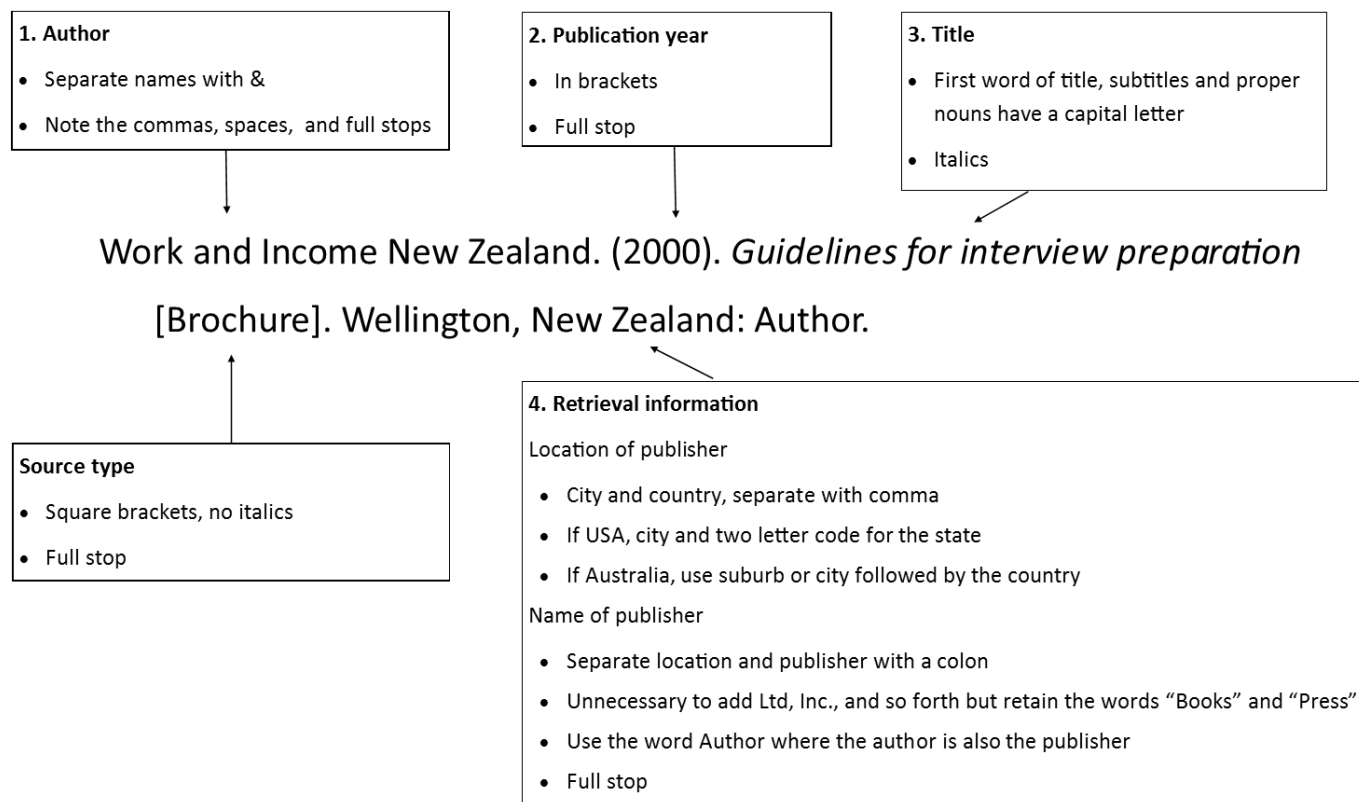 1. Author
• Separate names with &
• Note the commas, spaces, and full stops
2. Publication year
• In brackets
• Full stop
3. Title
• First word of title, subtitles and proper
nouns have a capital letter
• Italics
Work and Income New Zealand. (2000). Guidelines for interview preparation
[Brochure]. Wellington, New Zealand: Author.
Source type
• Square brackets, no italics
• Full stop
4. Retrieval information
Location of publisher
• City and country, separate with comma
• If USA, city and two letter code for the state
• If Australia, use suburb or city followed by the country
Name of publisher
• Separate location and publisher with a colon
• Unnecessary to add Ltd, Inc., and so forth but retain the words “Books” and “Press”
• Use the word Author where the author is also the publisher
• Full stop